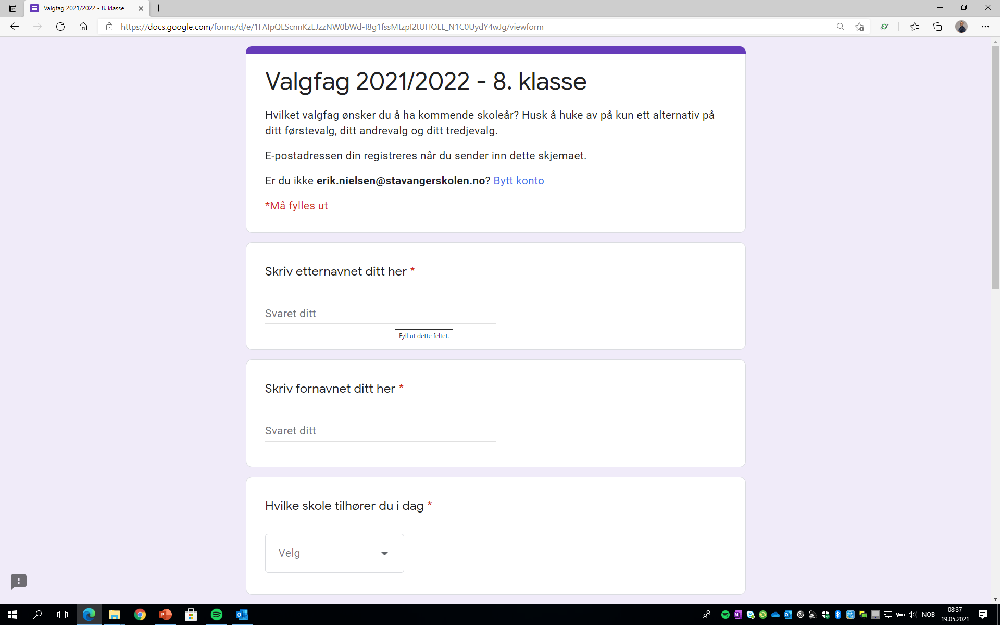 Valgfag 2021/2022 - 8. klasse
https://docs.google.com/forms/d/e/1FAIpQLScnnKzLJzzNW0bWd-I8g1fssMtzpI2tUHOLL_N1C0UydY4wJg/viewform
Valgfag 2021/2022 - 8. klasse
Hvilket valgfag ønsker du å ha kommende skoleår? Husk å huke av på kun ett alternativ på
ditt førstevalg, ditt andrevalg og ditt tredjevalg.
E-postadressen din registreres når du sender inn dette skjemaet.
Er du ikke erik.nielsen@stavangerskolen.no? Bytt konto
*Må fylles ut
Skriv etternavnet ditt her *
Svaret ditt
Fyll ut dette feltet.
Skriv fornavnet ditt her *
Svaret ditt
Hvilke skole tilhører du i dag *
Velg
NOB
08:37
19.05.2021